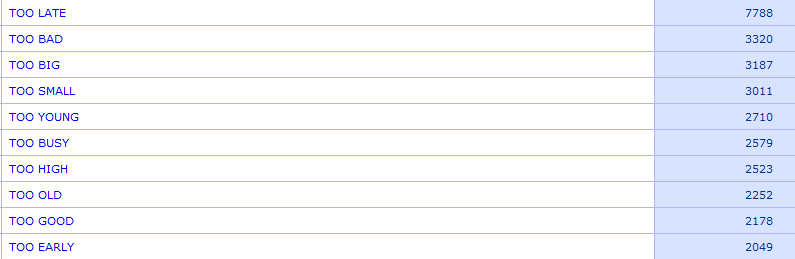 TOO LATE 7788
TOO BAD 3320
TOO BIG 3187
TOO SMALL 3011
TOO YOUNG 2710
TOO BUSY 2579
TOO HIGH 2523
TOO OLD 2252
TOO GOOD 2178
TOO EARLY 2049